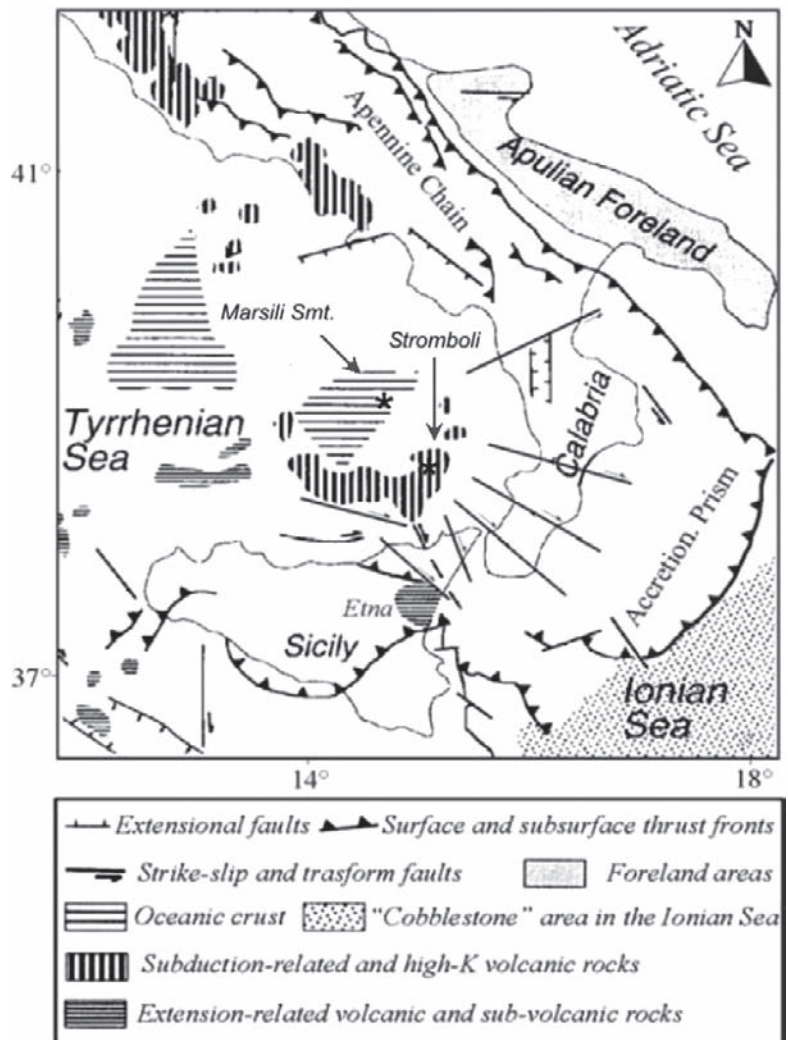 Adriatic Sea
N
Apennine Chain
Apulian Foreland
41°
Marsili Smt.
Stromboli
Tyrrhenian
Sea
Calabria
Accretion. Prism
Etna
Sicily
37°
Ionian
Sea
14°
18°
Extensional faults
Surface and subsurface thrust fronts
Strike-slip and trasform faults
Foreland areas
Oceanic crust
"Cobblestone" area in the Ionian Sea
Subduction-related and high-K volcanic rocks
Extension-related volcanic and sub-volcanic rocks